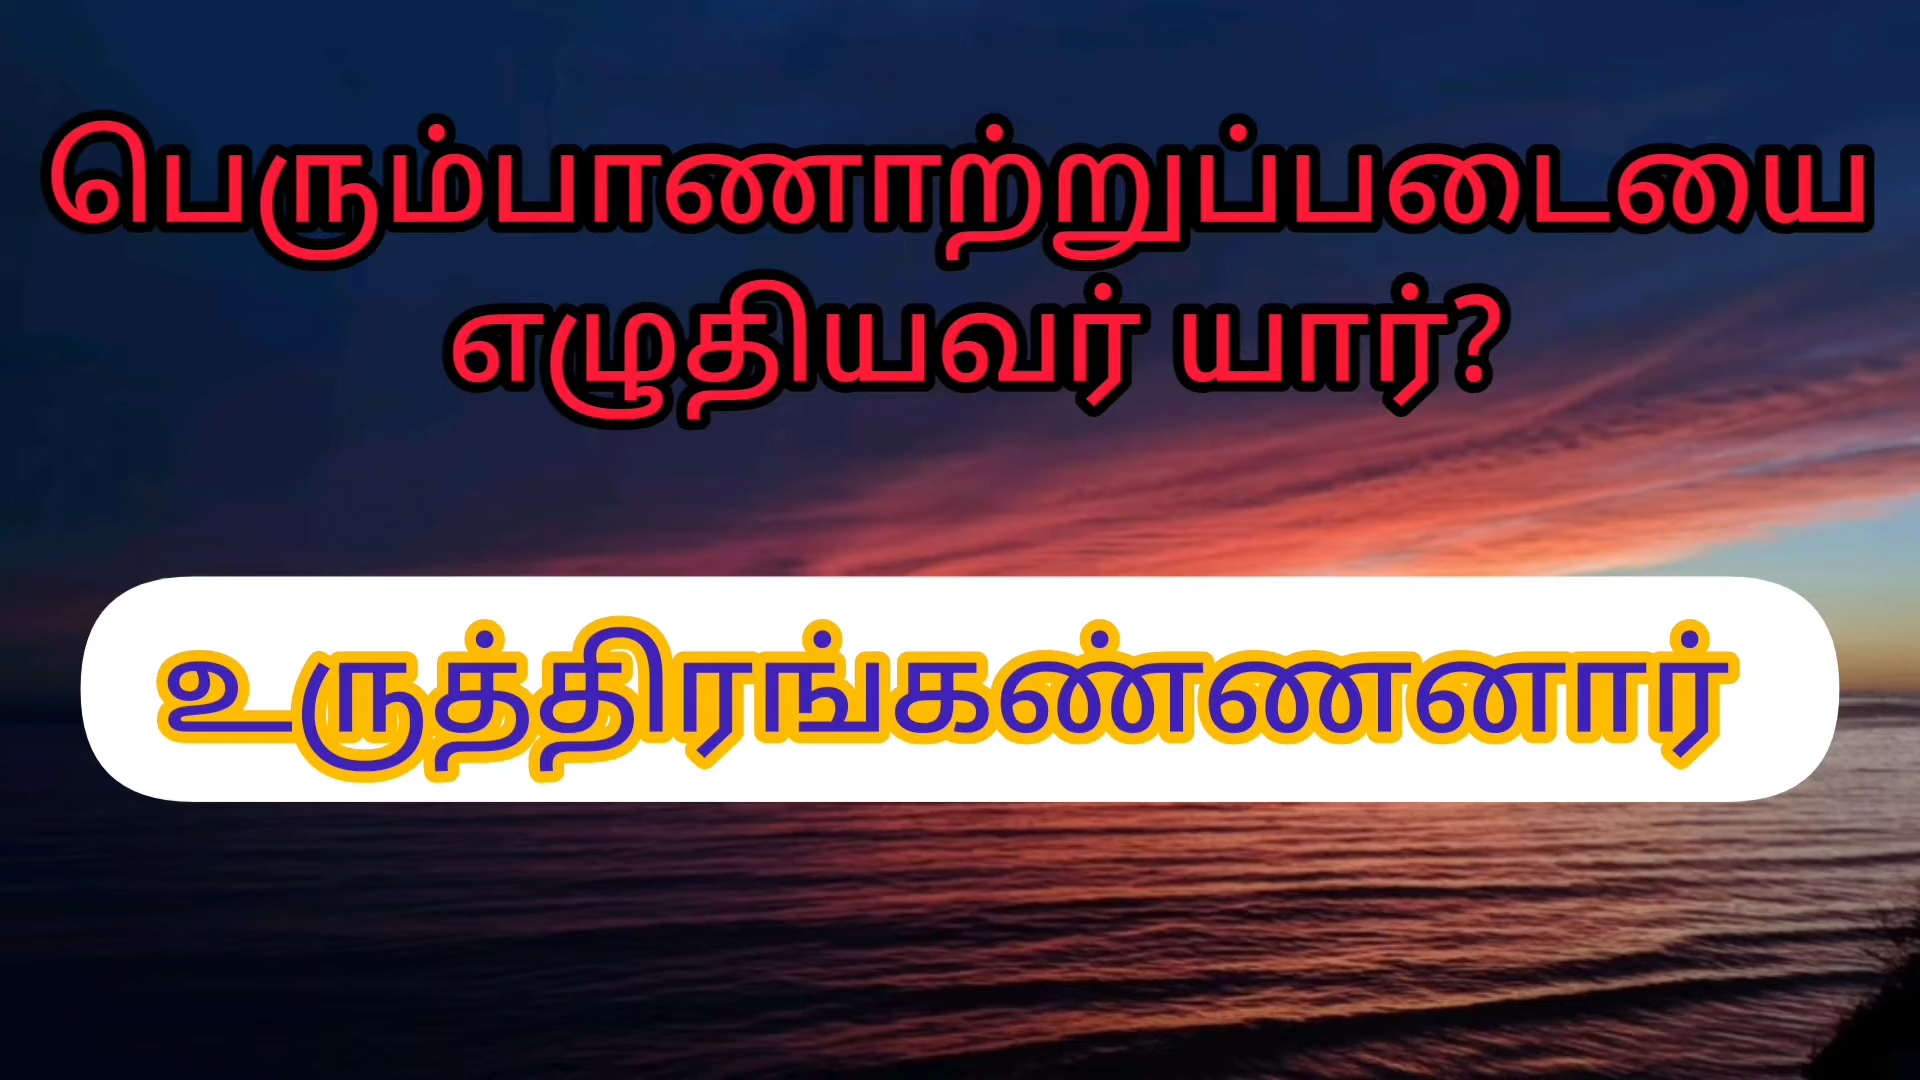 பெரும்பாணாற்றுப்படையை
எழுதியவர் யார்?
உருத்திரங்கண்ணனார்